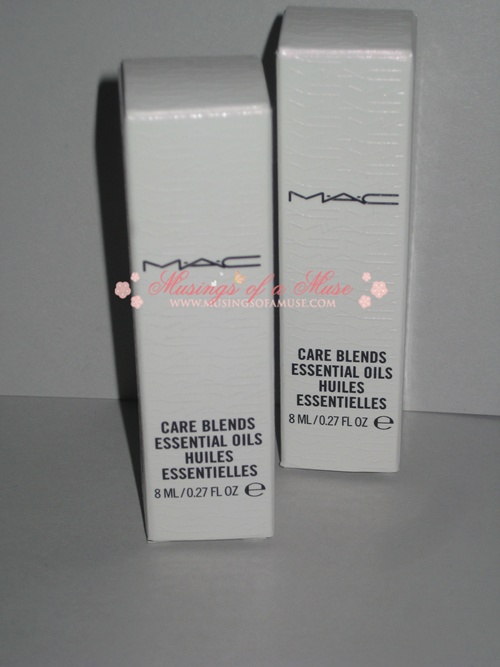 M·A·C
CARE BLENDS
ESSENTIAL OILS
HUILES
ESSENTIELLES
8 ML/0.27 FL OZ ℮
M·A·C
CARE BLENDS
ESSENTIAL OILS
HUILES
ESSENTIELLES
8 ML/0.27 FL OZ ℮
Musings of a Muse
WWW.MUSINGSOFAMUSE.COM